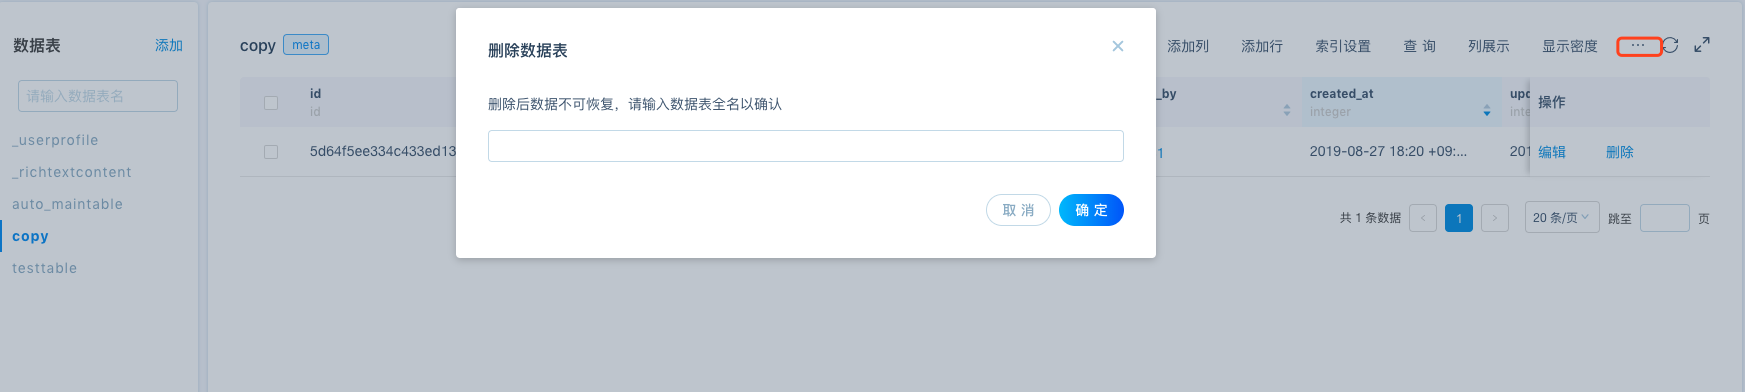 数据表 添加
请输入数据表名
_userprofile
_richtextcontent
auto_maintable
copy
testtable
copy meta
添加列 添加行 索引设置 查 询 列展示 显示密度 ···
id
id
_by
created_at
integer
upd
inte
操作
5d64f5ee334c433ed13
1
2019-08-27 18:20 +09:...
201
编辑 删除
共 1 条数据 < 1 > 20 条/页 跳至 页
删除数据表
删除后数据不可恢复，请输入数据表全名以确认
取 消 确 定